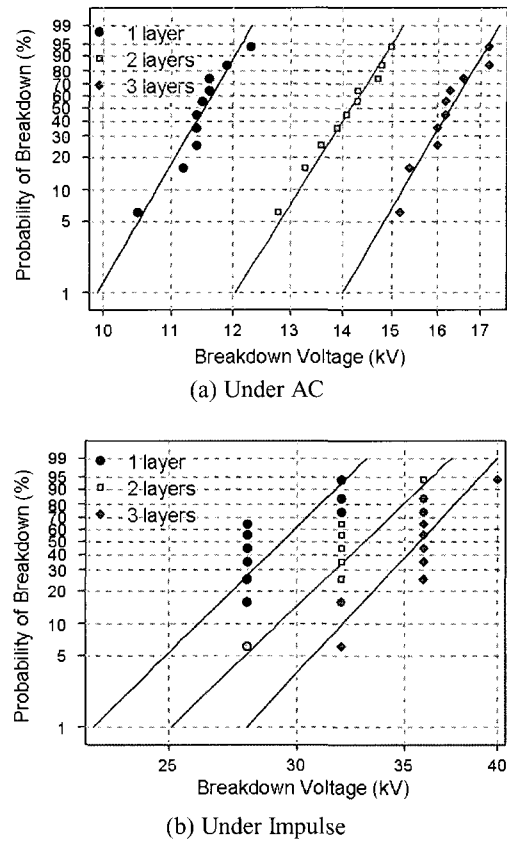 99
95
90
80
70
60
50
40
30
20
10
5
1
1 layer
2 layers
3 layers
Probability of Breakdown (%)
10 11 12 13 14 15 16 17
Breakdown Voltage (kV)
(a) Under AC
99
95
90
80
70
60
50
40
30
20
10
5
1
1 layer
2 layers
3 layers
Probability of Breakdown (%)
25 30 35 40
Breakdown Voltage (kV)
(b) Under Impulse